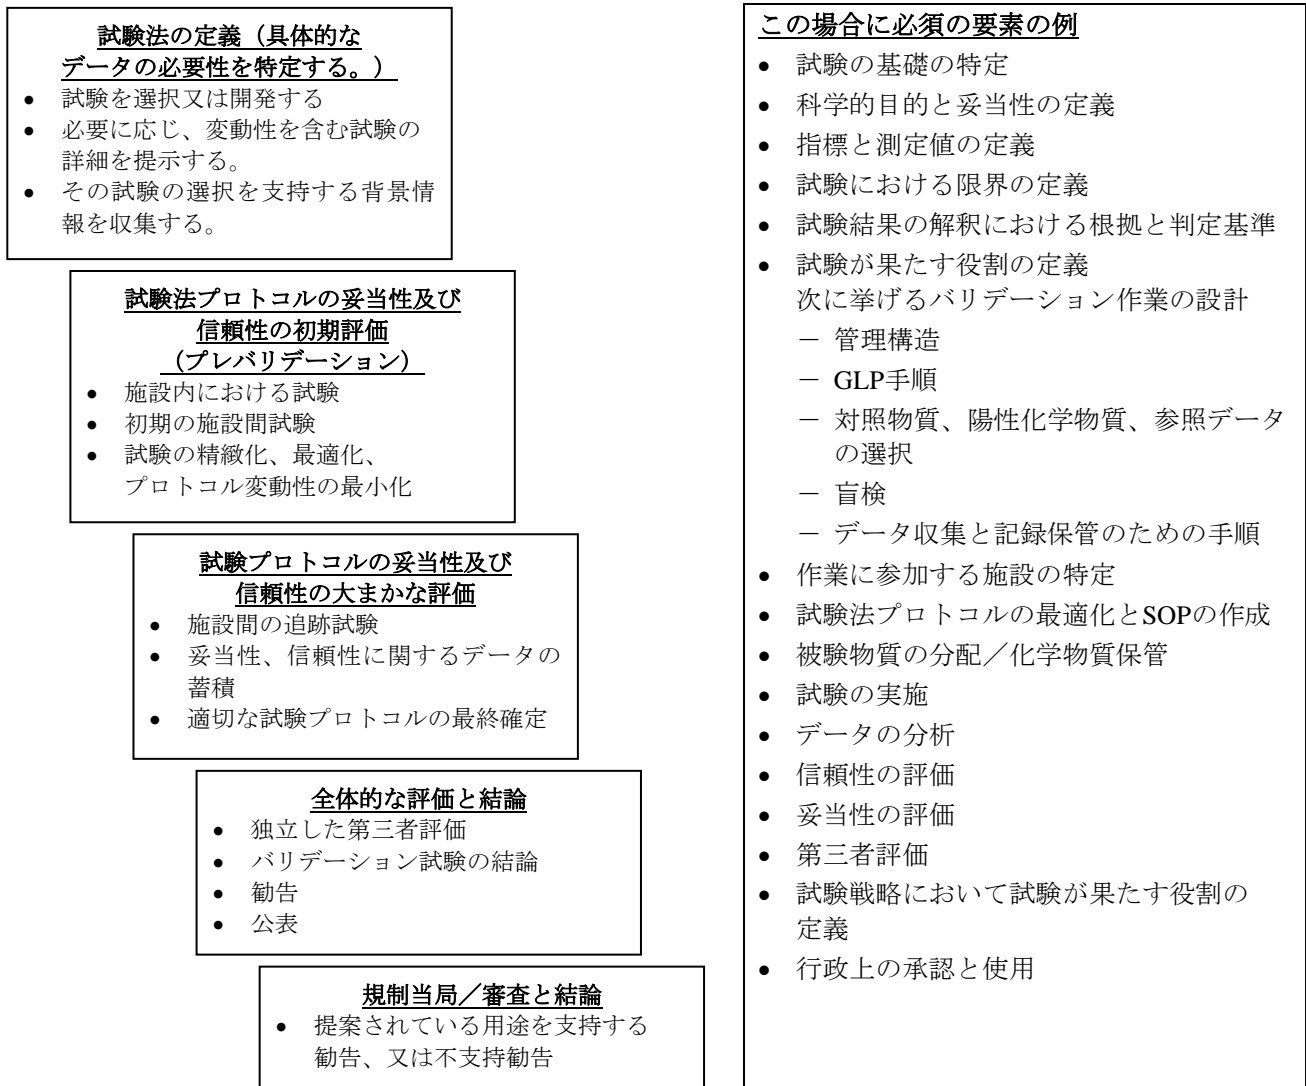 試験法の定義（具体的な
データの必要性を特定する。）
• 試験を選択又は開発する
• 必要に応じ、変動性を含む試験の
詳細を提示する。
• その試験の選択を支持する背景情
報を収集する。
試験法プロトコルの妥当性及び
信頼性の初期評価
（プレバリデーション）
• 施設内における試験
• 初期の施設間試験
• 試験の精緻化、最適化、
プロトコル変動性の最小化
試験プロトコルの妥当性及び
信頼性の大まかな評価
• 施設間の追跡試験
• 妥当性、信頼性に関するデータの
蓄積
• 適切な試験プロトコルの最終確定
全体的な評価と結論
• 独立した第三者評価
• バリデーション試験の結論
• 勧告
• 公表
規制当局／審査と結論
• 提案されている用途を支持する
勧告、又は不支持勧告
この場合に必須の要素の例
• 試験の基礎の特定
• 科学的目的と妥当性の定義
• 指標と測定値の定義
• 試験における限界の定義
• 試験結果の解釈における根拠と判定基準
• 試験が果たす役割の定義
次に挙げるバリデーション作業の設計
－ 管理構造
－ GLP手順
－ 対照物質、陽性化学物質、参照データ
の選択
－ 盲検
－ データ収集と記録保管のための手順
• 作業に参加する施設の特定
• 試験法プロトコルの最適化とSOPの作成
• 被験物質の分配／化学物質保管
• 試験の実施
• データの分析
• 信頼性の評価
• 妥当性の評価
• 第三者評価
• 試験戦略において試験が果たす役割の
定義
• 行政上の承認と使用